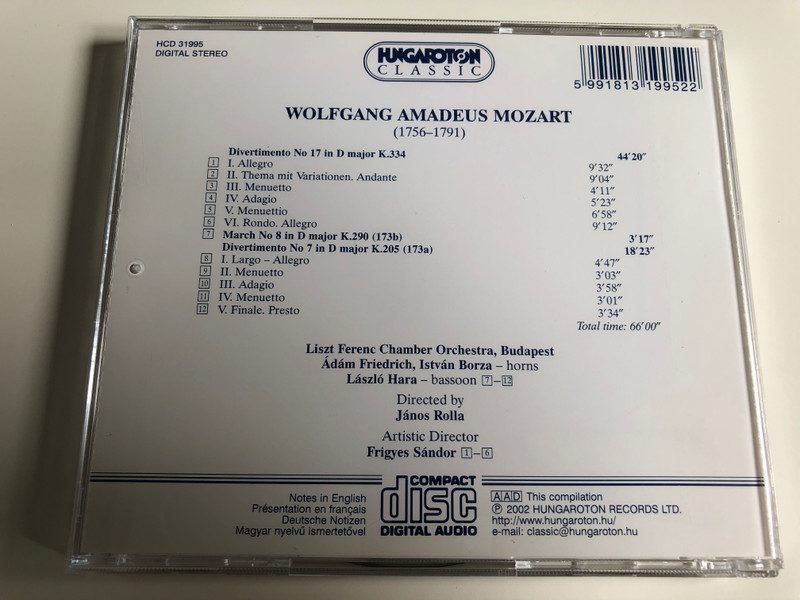 HCD 31995
DIGITAL STEREO
HUNGAROTON
CLASSIC
5 991813 199522
WOLFGANG AMADEUS MOZART
(1756–1791)
Divertimento No 17 in D major K.334 44'20"
1 I. Allegro 9'32"
2 II. Thema mit Variationen. Andante 9'04"
3 III. Menuetto 4'11"
4 IV. Adagio 5'23"
5 V. Menuettio 6'58"
6 VI. Rondo. Allegro 9'12"
7 March No 8 in D major K.290 (173b) 3'17"
Divertimento No 7 in D major K.205 (173a) 18'23"
8 I. Largo – Allegro 4'47"
9 II. Menuetto 3'03"
10 III. Adagio 3'58"
11 IV. Menuetto 3'01"
12 V. Finale. Presto 3'34"
Total time: 66'00"
Liszt Ferenc Chamber Orchestra, Budapest
Ádám Friedrich, István Borza – horns
László Hara – bassoon 7–12
Directed by
János Rolla
Artistic Director
Frigyes Sándor 1–6
Notes in English
Présentation en français
Deutsche Notizen
Magyar nyelvű ismertetővel
COMPACT
disc
DIGITAL AUDIO
AAD This compilation
℗ 2002 HUNGAROTON RECORDS LTD.
http://www.hungaroton.hu/
e-mail: classic@hungaroton.hu